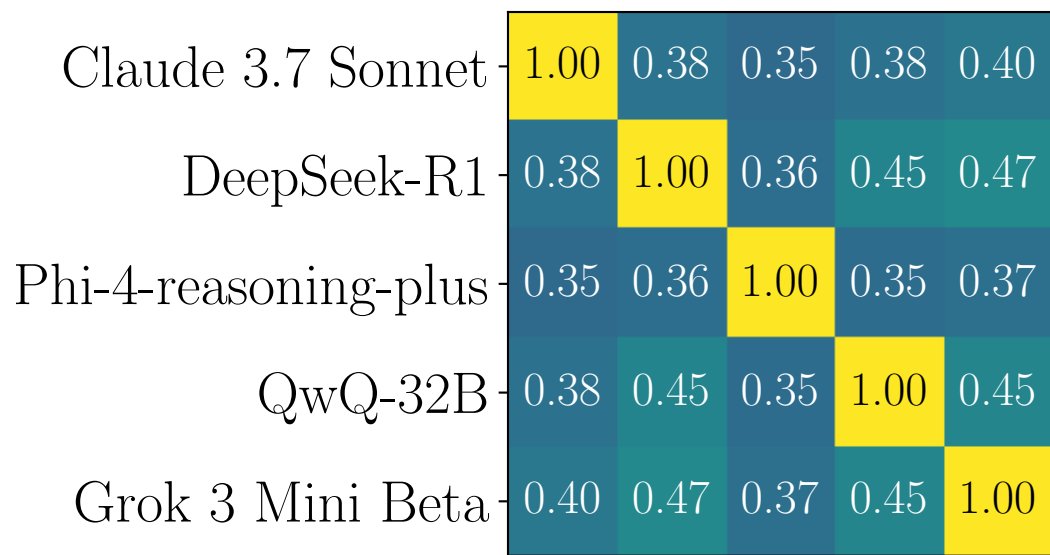 Claude 3.7 Sonnet 1.00 0.38 0.35 0.38 0.40
DeepSeek-R1 0.38 1.00 0.36 0.45 0.47
Phi-4-reasoning-plus 0.35 0.36 1.00 0.35 0.37
QwQ-32B 0.38 0.45 0.35 1.00 0.45
Grok 3 Mini Beta 0.40 0.47 0.37 0.45 1.00